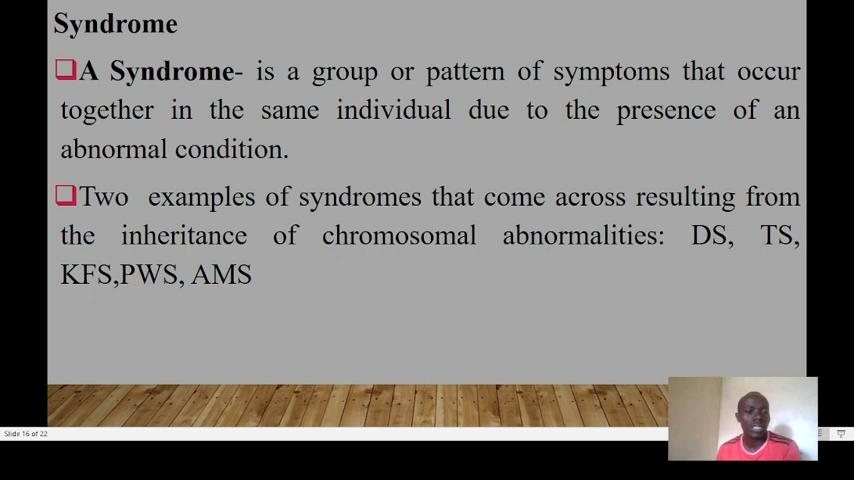 Syndrome
A Syndrome- is a group or pattern of symptoms that occur
together in the same individual due to the presence of an
abnormal condition.
Two examples of syndromes that come across resulting from
the inheritance of chromosomal abnormalities: DS, TS,
KFS,PWS, AMS
Slide 16 of 22